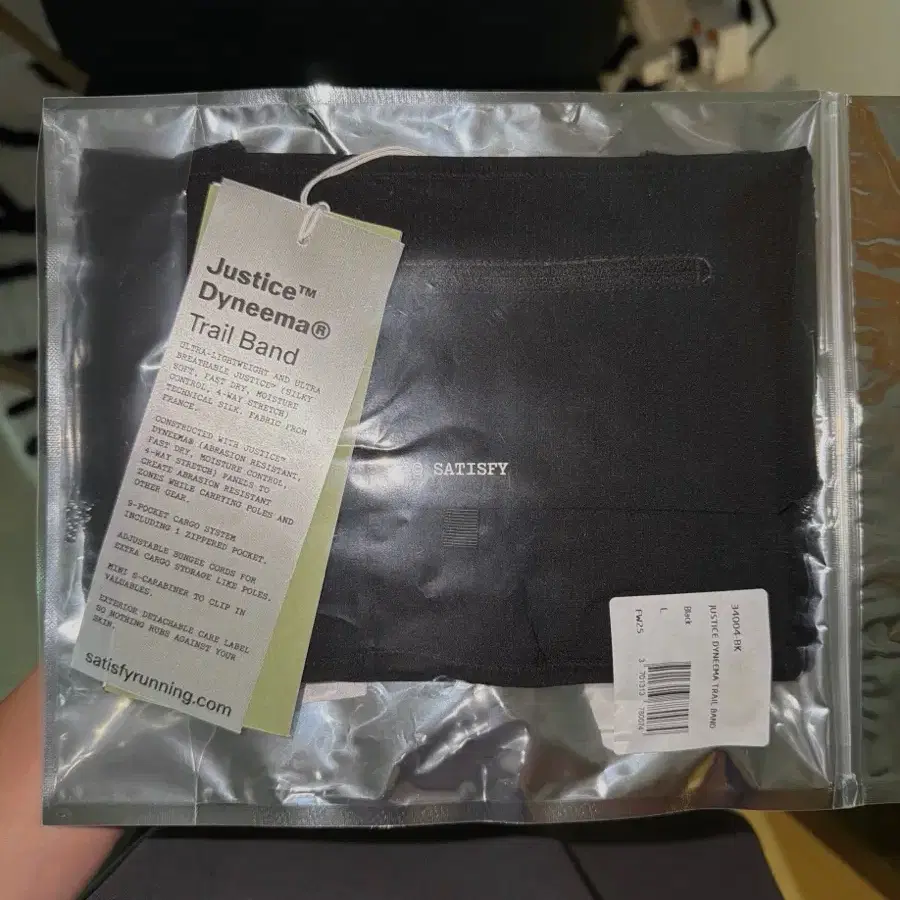 Justice™
Dyneema®
Trail Band
ULTRA-LIGHTWEIGHT AND ULTRA
BREATHABLE JUSTICE™ (SILKY
SOFT, FAST DRY, MOISTURE
CONTROL, 4-WAY STRETCH)
TECHNICAL SILK. FABRIC FROM
FRANCE.
CONSTRUCTED WITH JUSTICE™
DYNEEMA® (ABRASION RESISTANT,
FAST DRY, MOISTURE CONTROL,
4-WAY STRETCH) PANELS TO
CREATE ABRASION RESISTANT
ZONES WHILE CARRYING POLES AND
OTHER GEAR.
9-POCKET CARGO SYSTEM
INCLUDING 1 ZIPPERED POCKET.
ADJUSTABLE BUNGEE CORDS FOR
EXTRA CARGO STORAGE LIKE POLES.
MINI S-CARABINER TO CLIP IN
VALUABLES.
EXTERIOR DETACHABLE CARE LABEL
SO NOTHING RUBS AGAINST YOUR
SKIN.
satisfyrunning.com
SATISFY
34004-BK
JUSTICE DYNEEMA TRAIL BAND
Black
L
FW25